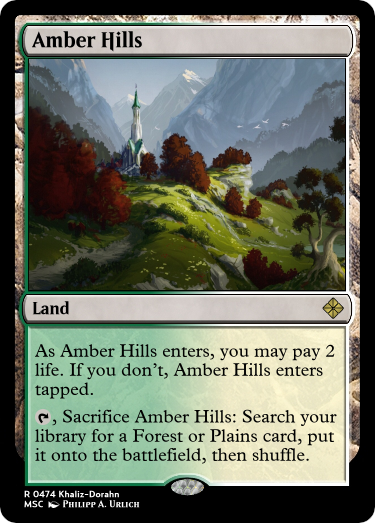 Amber Hills
Land
As Amber Hills enters, you may pay 2
life. If you don't, Amber Hills enters
tapped.
, Sacrifice Amber Hills: Search your
library for a Forest or Plains card, put
it onto the battlefield, then shuffle.
R 0474 Khaliz-Dorahn
MSC Philipp A. Urlich